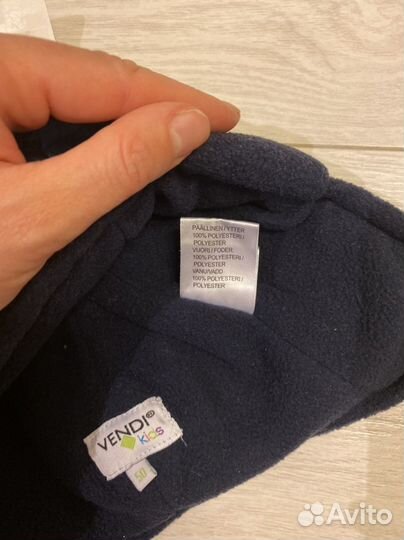 PÄÄLLINEN / YTTER
100% POLYESTERI /
POLYESTER
VUORI / FODER:
100% POLYESTERI /
POLYESTER
VANU/VADD
100% POLYESTERI /
POLYESTER
VENDI®
kids
50
Avito